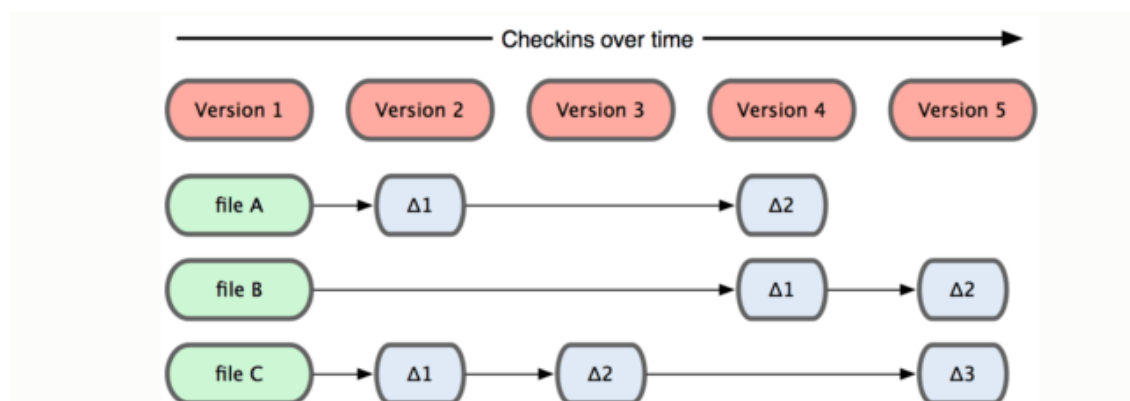 Checkins over time
Version 1 Version 2 Version 3 Version 4 Version 5
file A Δ1 Δ2
file B Δ1 Δ2
file C Δ1 Δ2 Δ3